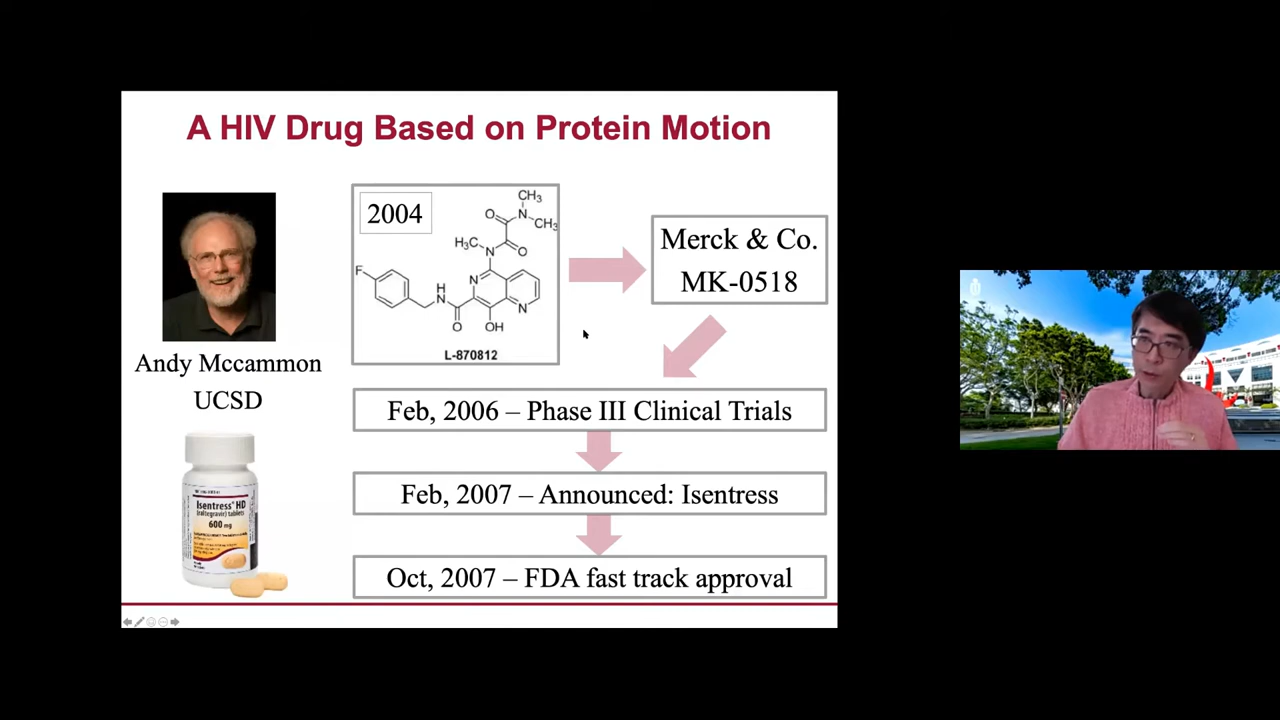 A HIV Drug Based on Protein Motion
2004
CH₃
O
N
CH₃
H₃C
N
O
F
N
H
N
O
OH
N
L-870812
Merck & Co.
MK-0518
Andy Mccammon
UCSD
Feb, 2006 – Phase III Clinical Trials
Feb, 2007 – Announced: Isentress
Oct, 2007 – FDA fast track approval
Isentress HD
(raltegravir) tablets
600 mg